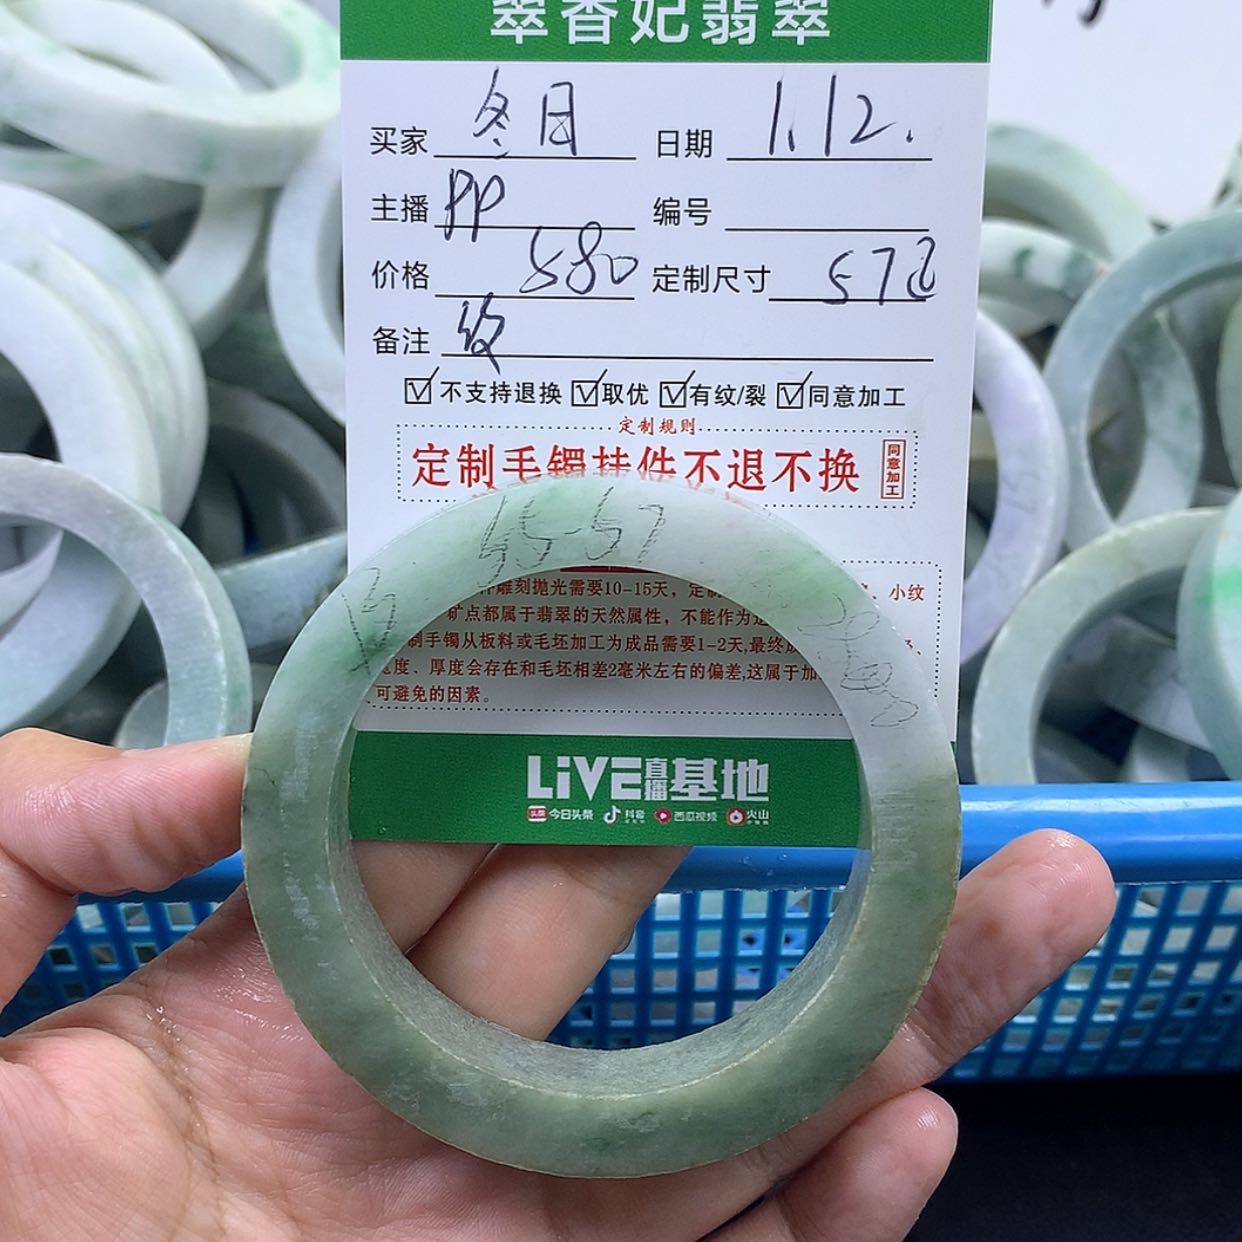 翠香妃翡翠
买家 冬月 日期 1.12.
主播 PP 编号
价格 580 定制尺寸 57
备注 纹
不支持退换 取优 有纹/裂 同意加工
定制规则
定制毛镯挂件不退不换 同意加工
55-57
雕刻抛光需要10-15天， 小纹
矿点都属于翡翠的天然属性，不能作为
制手镯从板料或毛坯加工为成品需要1-2天,最终
宽度、厚度会存在和毛坯相差2毫米左右的偏差,这属于加
可避免的因素。
LiVE直播基地
头条 今日头条 抖音 西瓜视频 火山